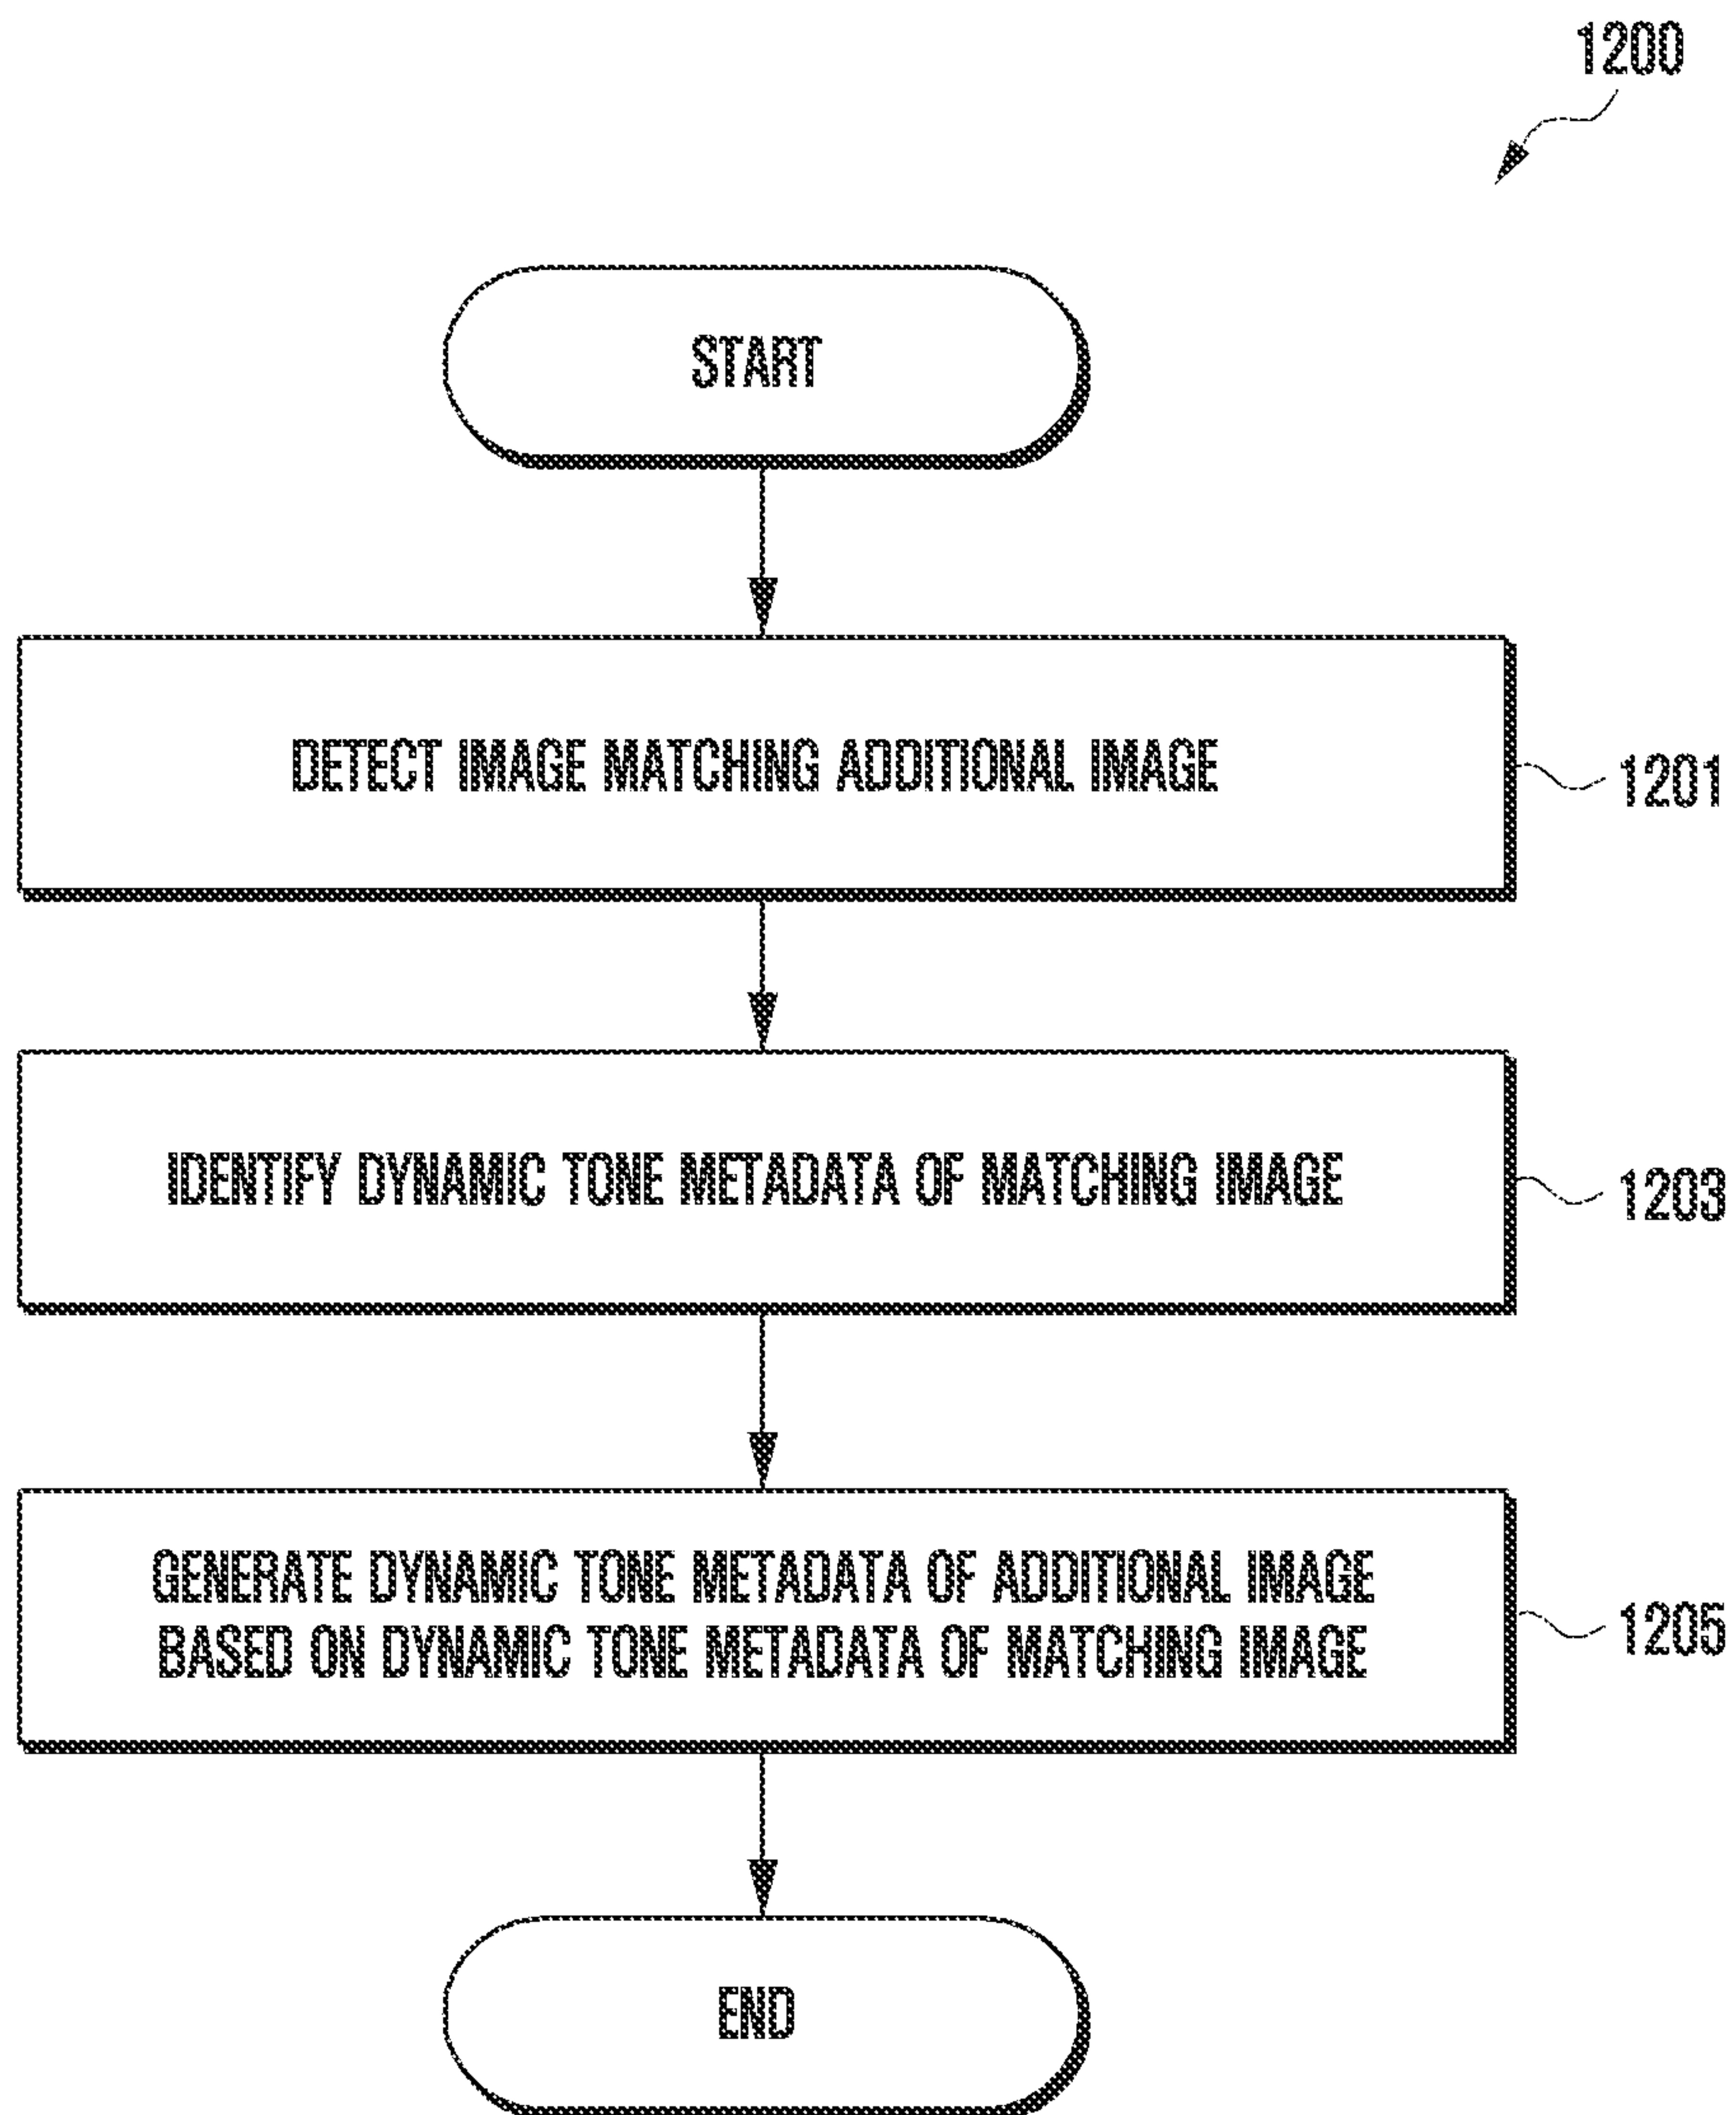 1200
START
DETECT IMAGE MATCHING ADDITIONAL IMAGE
1201
IDENTIFY DYNAMIC TONE METADATA OF MATCHING IMAGE
1203
GENERATE DYNAMIC TONE METADATA OF ADDITIONAL IMAGE
BASED ON DYNAMIC TONE METADATA OF MATCHING IMAGE
1205
END